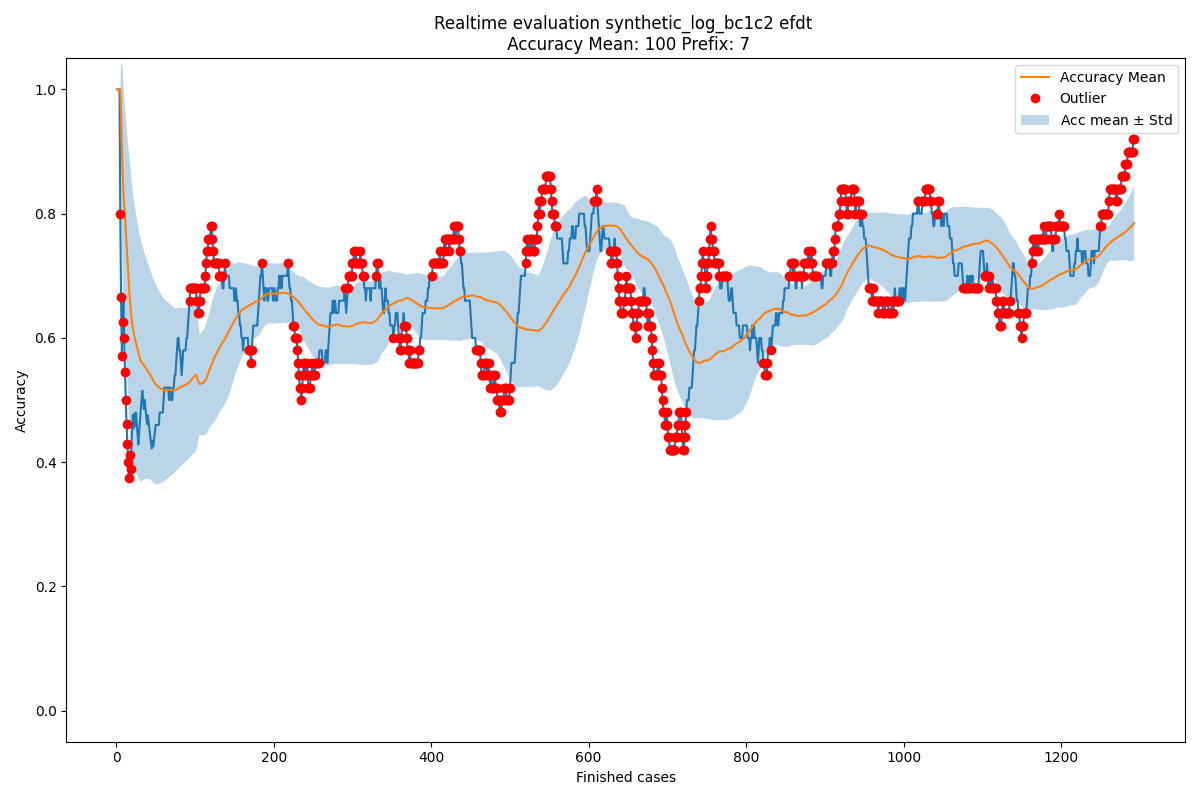 Realtime evaluation synthetic_log_bc1c2 efdt
Accuracy Mean: 100 Prefix: 7
Accuracy Mean
Outlier
Acc mean ± Std
Accuracy
1.0
0.8
0.6
0.4
0.2
0.0
0 200 400 600 800 1000 1200
Finished cases